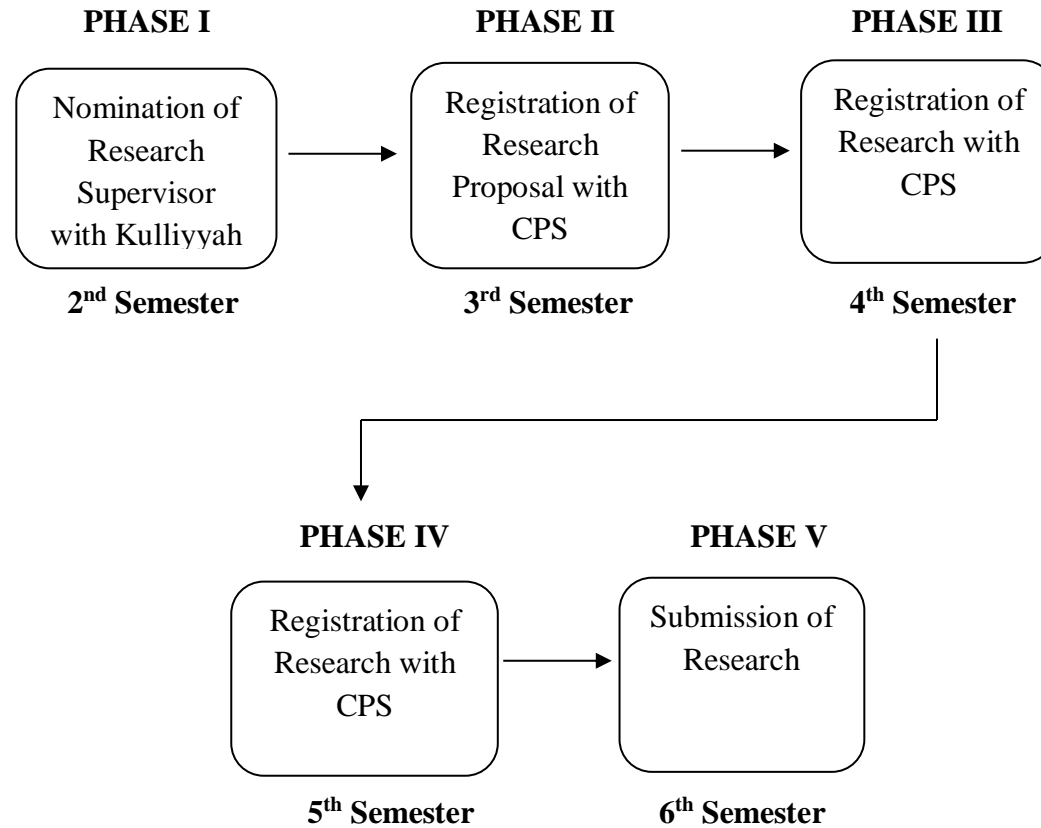 PHASE I
Nomination of
Research
Supervisor
with Kulliyyah
2nd Semester
PHASE II
Registration of
Research
Proposal with
CPS
3rd Semester
PHASE III
Registration of
Research with
CPS
4th Semester
PHASE IV
Registration of
Research with
CPS
5th Semester
PHASE V
Submission of
Research
6th Semester